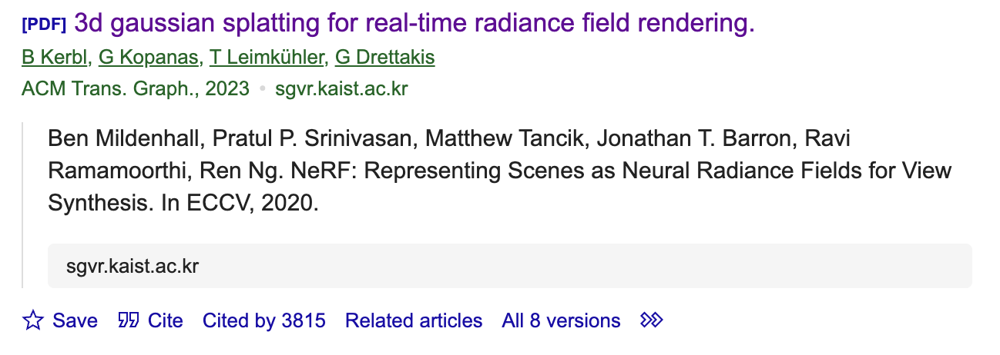 [PDF] 3d gaussian splatting for real-time radiance field rendering.
B Kerbl, G Kopanas, T Leimkühler, G Drettakis
ACM Trans. Graph., 2023 • sgvr.kaist.ac.kr
Ben Mildenhall, Pratul P. Srinivasan, Matthew Tancik, Jonathan T. Barron, Ravi
Ramamoorthi, Ren Ng. NeRF: Representing Scenes as Neural Radiance Fields for View
Synthesis. In ECCV, 2020.
sgvr.kaist.ac.kr
Save Cite Cited by 3815 Related articles All 8 versions